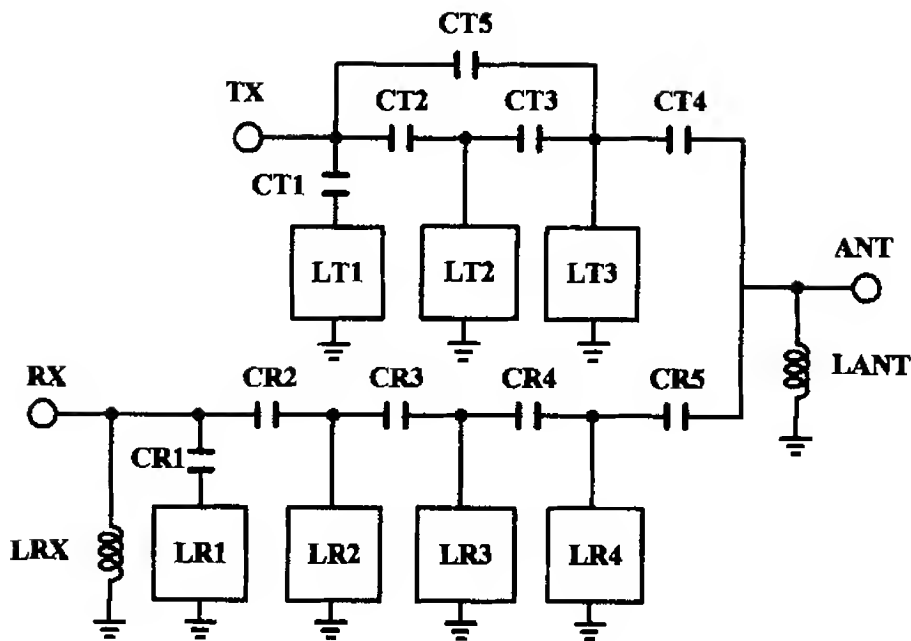 CT5
TX
CT2
CT3
CT4
CT1
LT1
LT2
LT3
ANT
LANT
RX
CR2
CR3
CR4
CR5
CR1
LRX
LR1
LR2
LR3
LR4